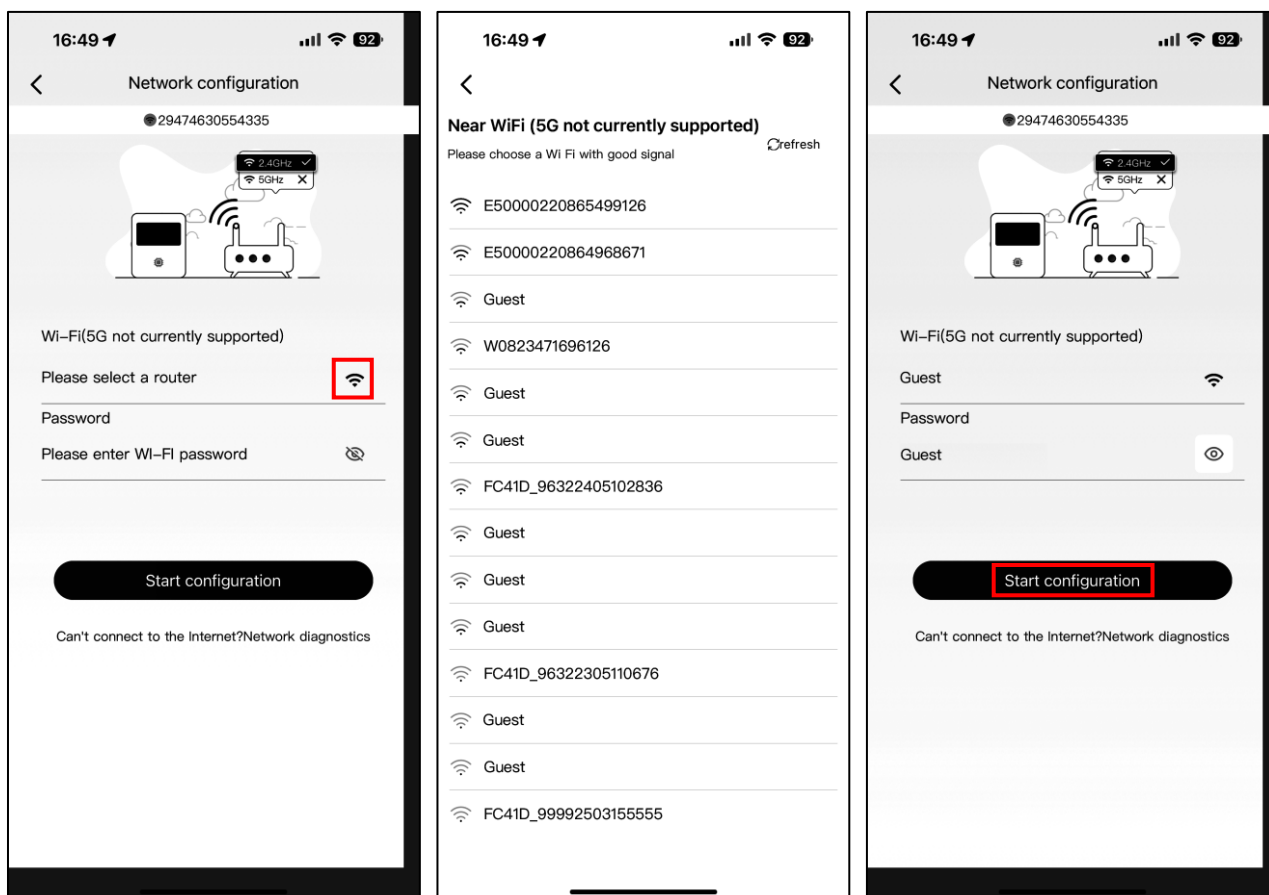 16:49
92
Network configuration
29474630554335
2.4GHz
5GHz
Wi-Fi(5G not currently supported)
Please select a router
Password
Please enter WI-FI password
Start configuration
Can't connect to the Internet?Network diagnostics
16:49
92
Near WiFi (5G not currently supported)
Please choose a Wi Fi with good signal
refresh
E50000220865499126
E50000220864968671
Guest
W0823471696126
Guest
Guest
FC41D_96322405102836
Guest
Guest
Guest
FC41D_96322305110676
Guest
Guest
FC41D_99992503155555
16:49
92
Network configuration
29474630554335
2.4GHz
5GHz
Wi-Fi(5G not currently supported)
Guest
Password
Guest
Start configuration
Can't connect to the Internet?Network diagnostics